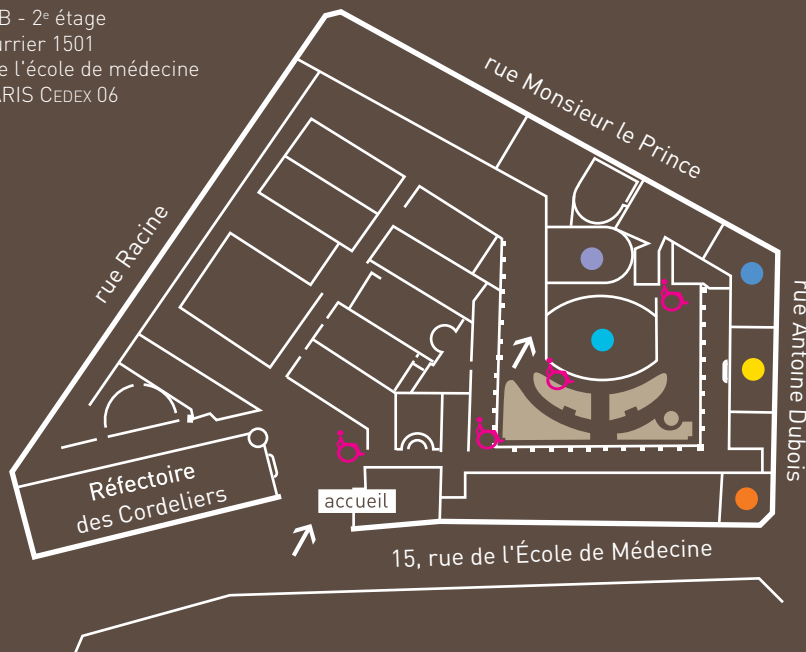 B - 2e étage
urrier 1501
e l'école de médecine
ARIS CEDEX 06
rue Monsieur le Prince
rue Racine
rue Antoine Dubois
Réfectoire
des Cordeliers
accueil
15, rue de l'École de Médecine